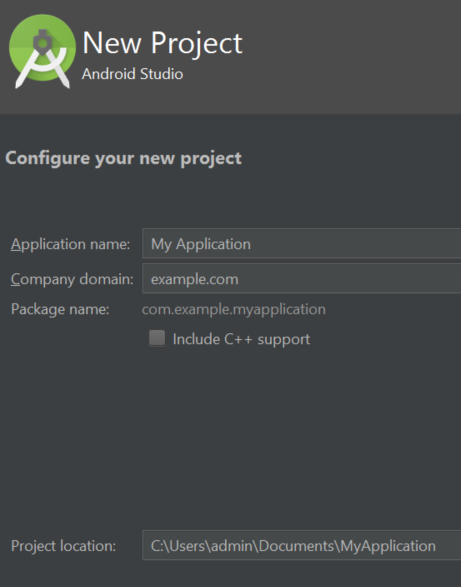 New Project
Android Studio
Configure your new project
Application name: My Application
Company domain: example.com
Package name: com.example.myapplication
Include C++ support
Project location: C:\Users\admin\Documents\MyApplication